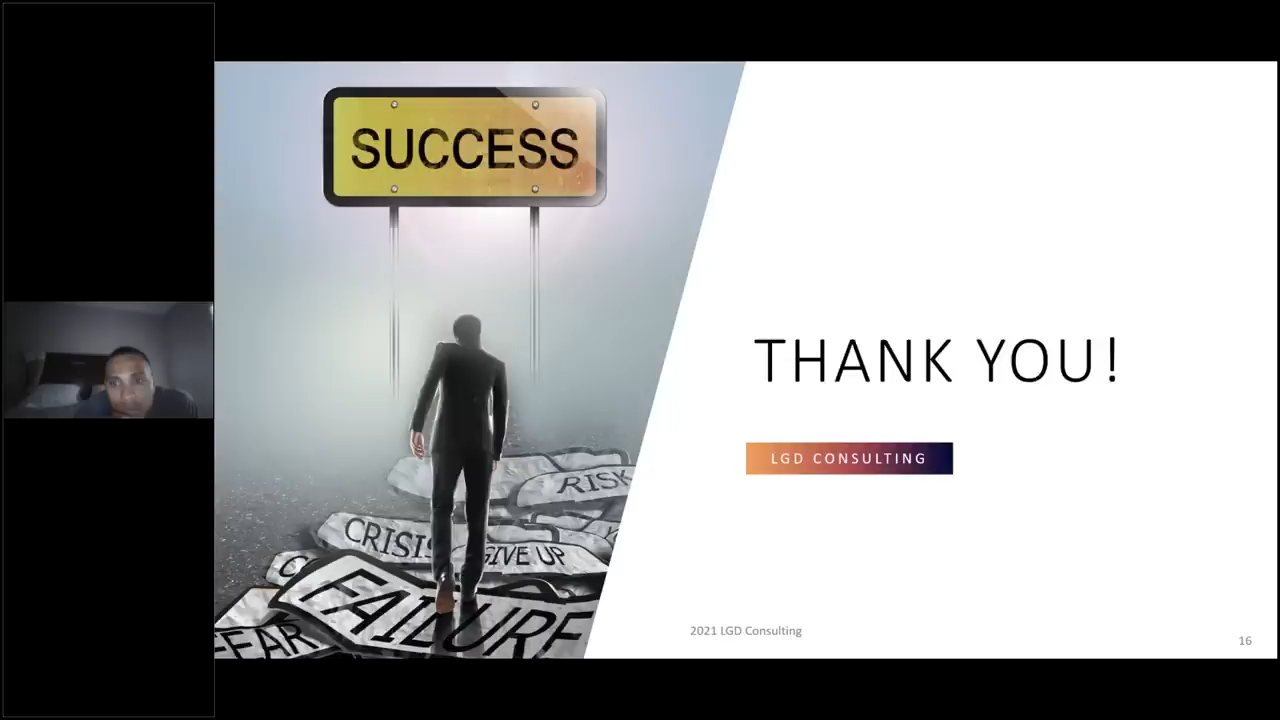 SUCCESS
RISK
CRISIS
GIVE UP
FAILURE
FEAR
THANK YOU!
LGD CONSULTING
2021 LGD Consulting
16